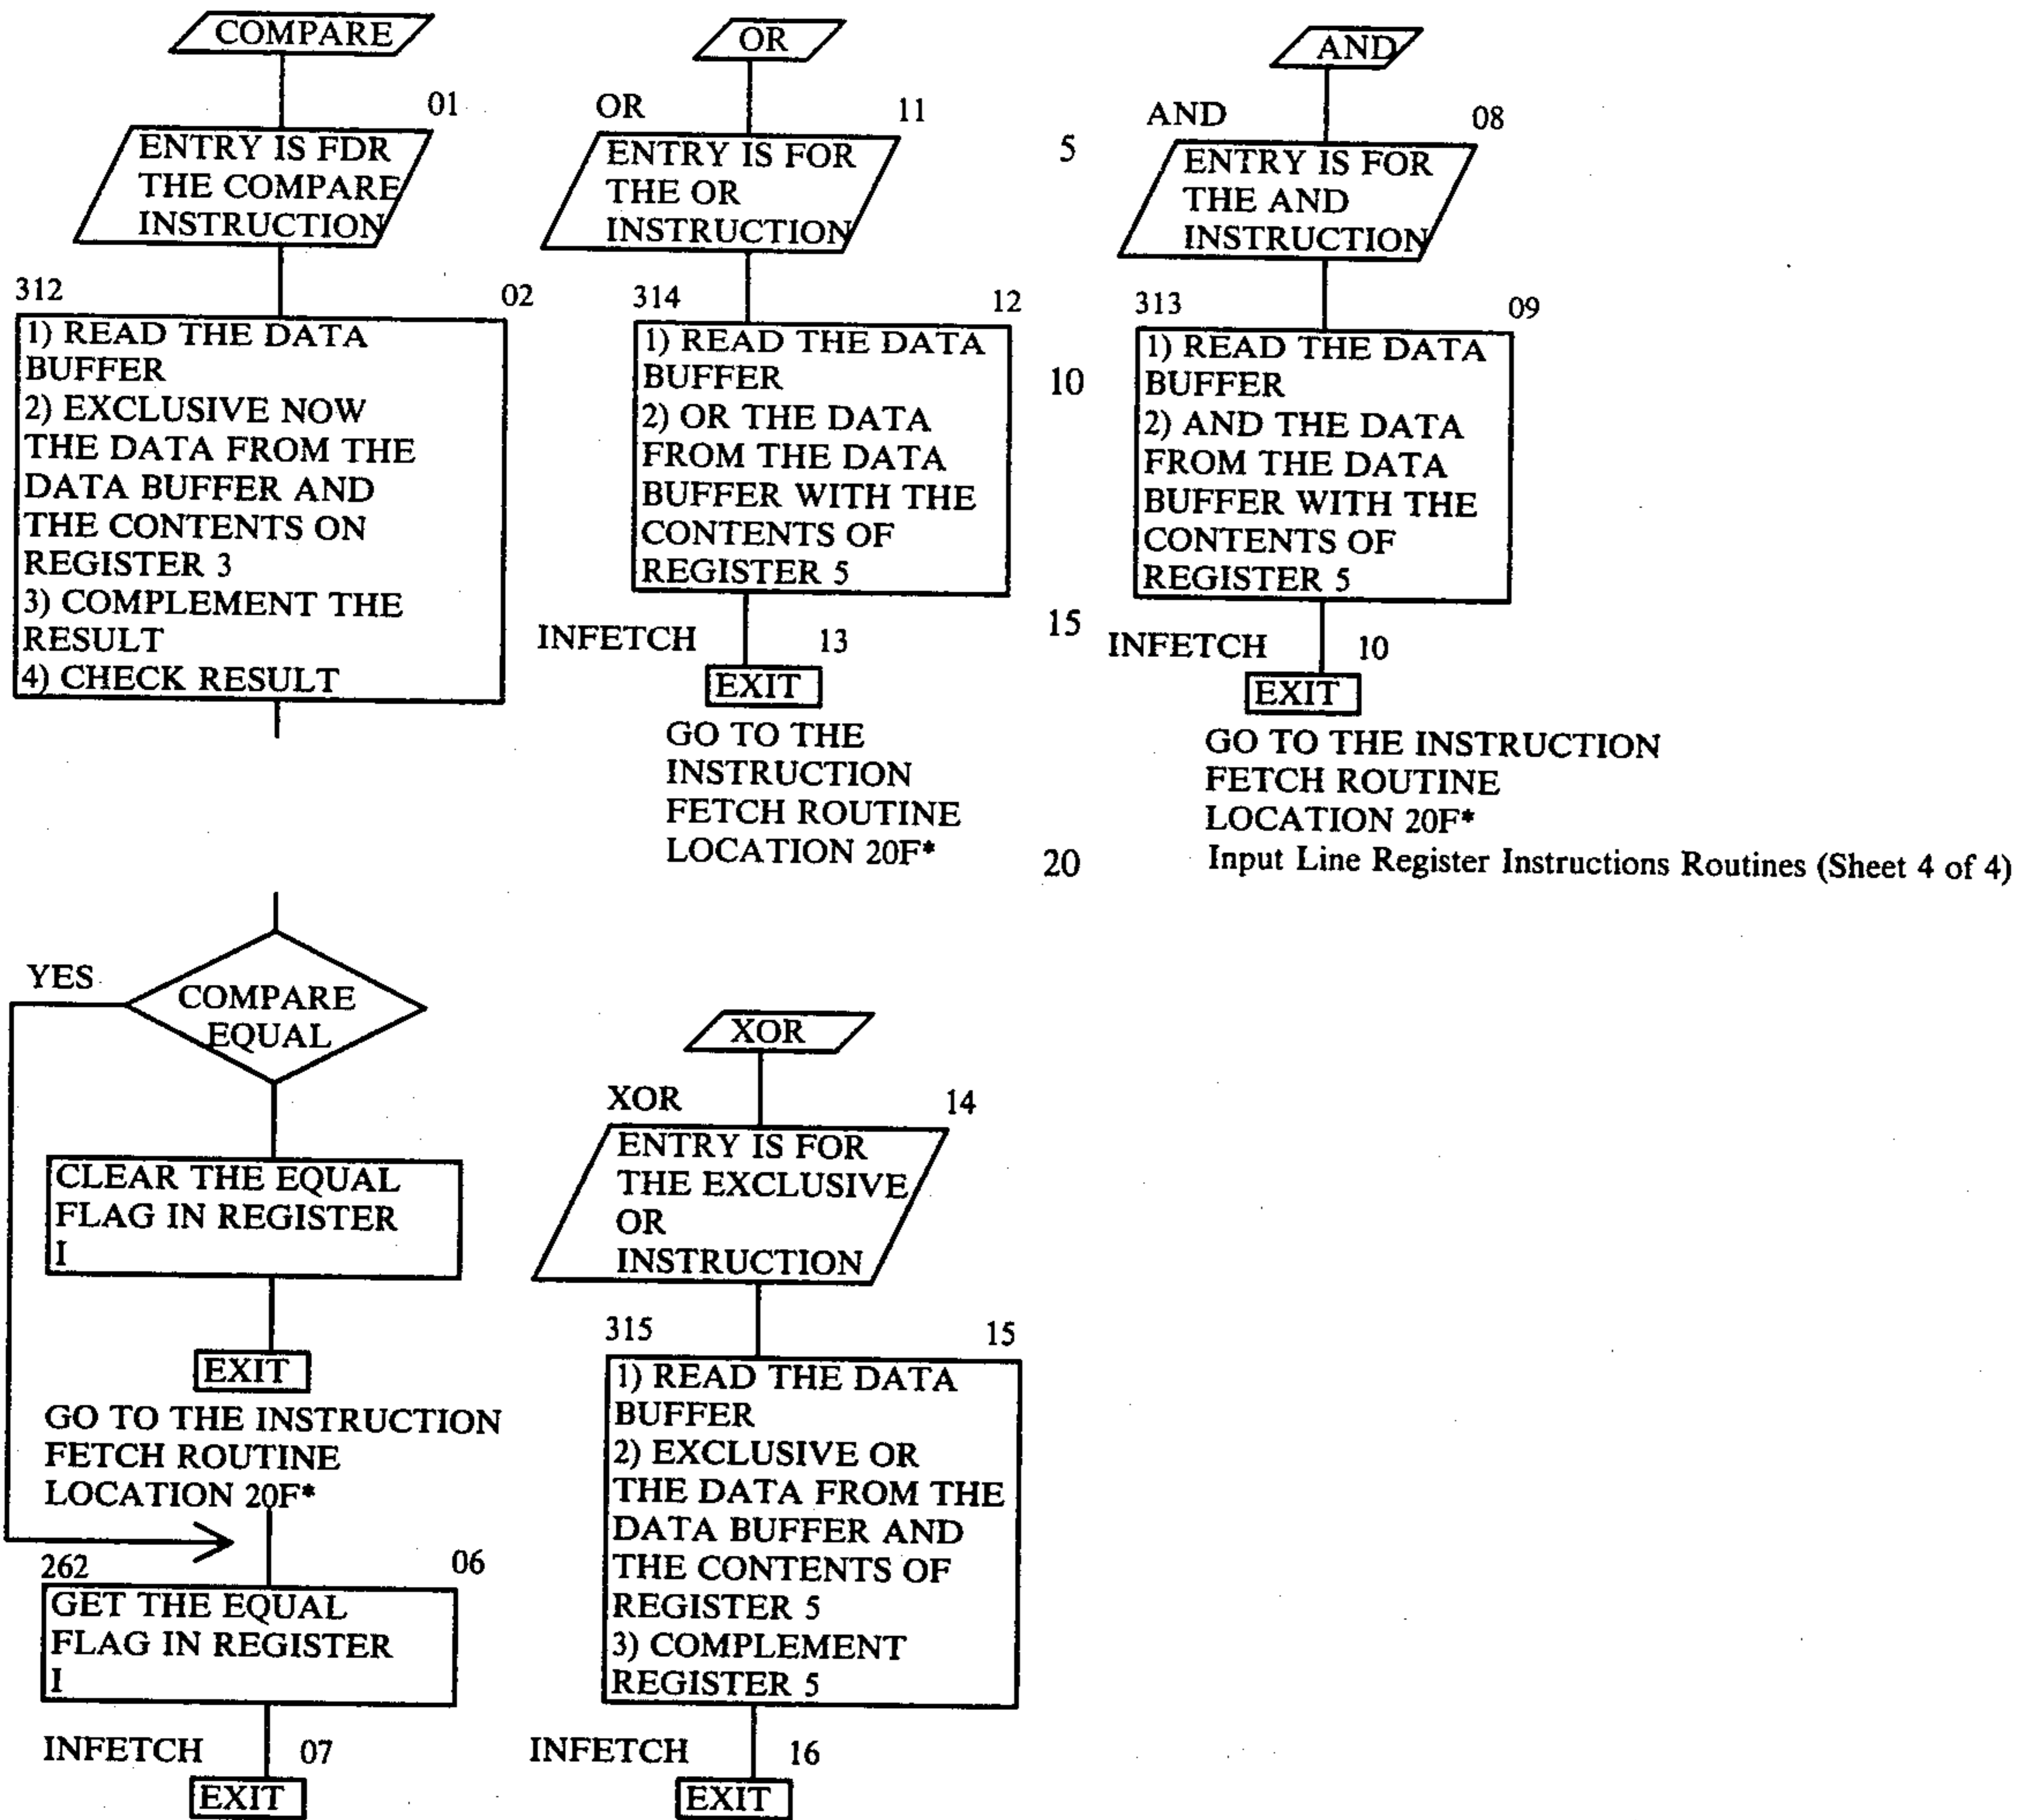 COMPARE
01
ENTRY IS FDR
THE COMPARE
INSTRUCTION
312
02
1) READ THE DATA
BUFFER
2) EXCLUSIVE NOW
THE DATA FROM THE
DATA BUFFER AND
THE CONTENTS ON
REGISTER 3
3) COMPLEMENT THE
RESULT
4) CHECK RESULT
YES
COMPARE
EQUAL
CLEAR THE EQUAL
FLAG IN REGISTER
I
EXIT
GO TO THE INSTRUCTION
FETCH ROUTINE
LOCATION 20F*
262
06
GET THE EQUAL
FLAG IN REGISTER
I
INFETCH
07
EXIT
OR
OR
11
ENTRY IS FOR
THE OR
INSTRUCTION
314
12
1) READ THE DATA
BUFFER
2) OR THE DATA
FROM THE DATA
BUFFER WITH THE
CONTENTS OF
REGISTER 5
INFETCH
13
EXIT
GO TO THE
INSTRUCTION
FETCH ROUTINE
LOCATION 20F*
XOR
XOR
14
ENTRY IS FOR
THE EXCLUSIVE
OR
INSTRUCTION
315
15
1) READ THE DATA
BUFFER
2) EXCLUSIVE OR
THE DATA FROM THE
DATA BUFFER AND
THE CONTENTS OF
REGISTER 5
3) COMPLEMENT
REGISTER 5
INFETCH
16
EXIT
5
10
15
20
AND
AND
08
ENTRY IS FOR
THE AND
INSTRUCTION
313
09
1) READ THE DATA
BUFFER
2) AND THE DATA
FROM THE DATA
BUFFER WITH THE
CONTENTS OF
REGISTER 5
INFETCH
10
EXIT
GO TO THE INSTRUCTION
FETCH ROUTINE
LOCATION 20F*
Input Line Register Instructions Routines (Sheet 4 of 4)